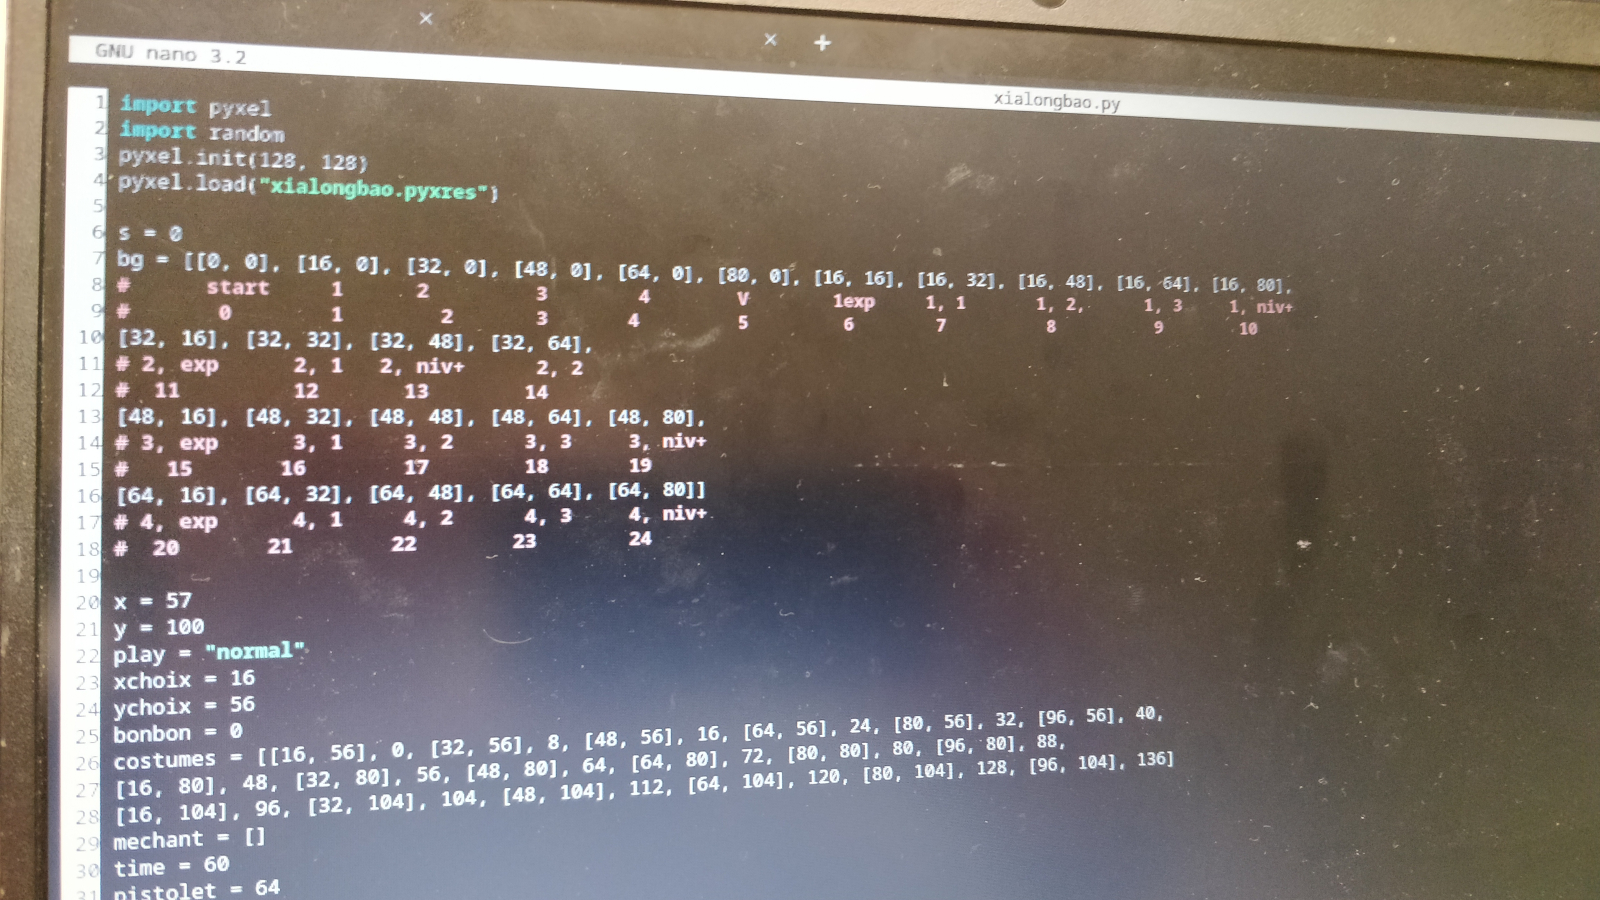 × × +
GNU nano 3.2 xialongbao.py
1 import pyxel
2 import random
3 pyxel.init(128, 128)
4 pyxel.load("xialongbao.pyxres")
5
6 s = 0
7 bg = [[0, 0], [16, 0], [32, 0], [48, 0], [64, 0], [80, 0], [16, 16], [16, 32], [16, 48], [16, 64], [16, 80],
8 # start 1 2 3 4 V 1exp 1, 1 1, 2, 1, 3 1, niv+
9 # 0 1 2 3 4 5 6 7 8 9 10
10 [32, 16], [32, 32], [32, 48], [32, 64],
11 # 2, exp 2, 1 2, niv+ 2, 2
12 # 11 12 13 14
13 [48, 16], [48, 32], [48, 48], [48, 64], [48, 80],
14 # 3, exp 3, 1 3, 2 3, 3 3, niv+
15 # 15 16 17 18 19
16 [64, 16], [64, 32], [64, 48], [64, 64], [64, 80]]
17 # 4, exp 4, 1 4, 2 4, 3 4, niv+
18 # 20 21 22 23 24
19
20 x = 57
21 y = 100
22 play = "normal"
23 xchoix = 16
24 ychoix = 56
25 bonbon = 0
26 costumes = [[16, 56], 0, [32, 56], 8, [48, 56], 16, [64, 56], 24, [80, 56], 32, [96, 56], 40,
27 [16, 80], 48, [32, 80], 56, [48, 80], 64, [64, 80], 72, [80, 80], 80, [96, 80], 88,
28 [16, 104], 96, [32, 104], 104, [48, 104], 112, [64, 104], 120, [80, 104], 128, [96, 104], 136]
29 mechant = []
30 time = 60
31 pistolet = 64